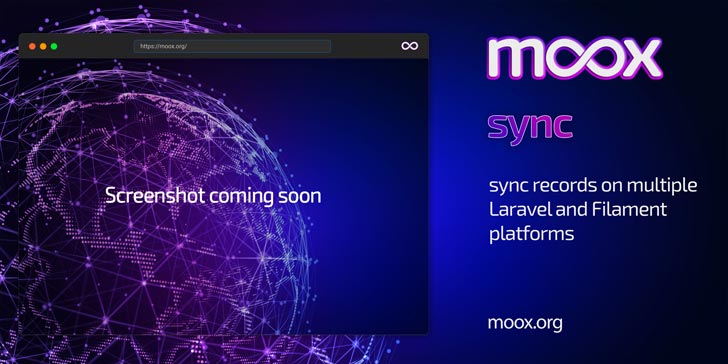 https://moox.org/
Screenshot coming soon
moox
sync
sync records on multiple
Laravel and Filament
platforms
moox.org